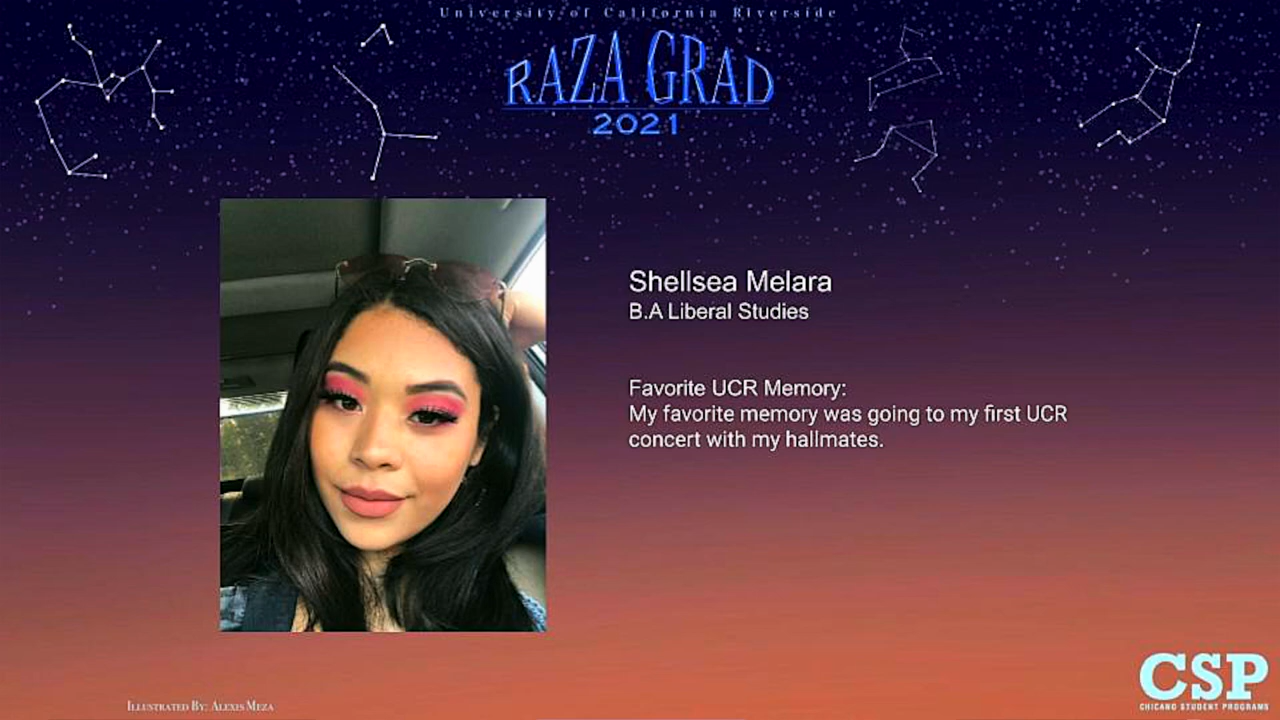 University of California Riverside
RAZA GRAD
2021
Shellsea Melara
B.A Liberal Studies
Favorite UCR Memory:
My favorite memory was going to my first UCR
concert with my hallmates.
CSP
CHICANO STUDENT PROGRAMS
Illustrated By: Alexis Meza